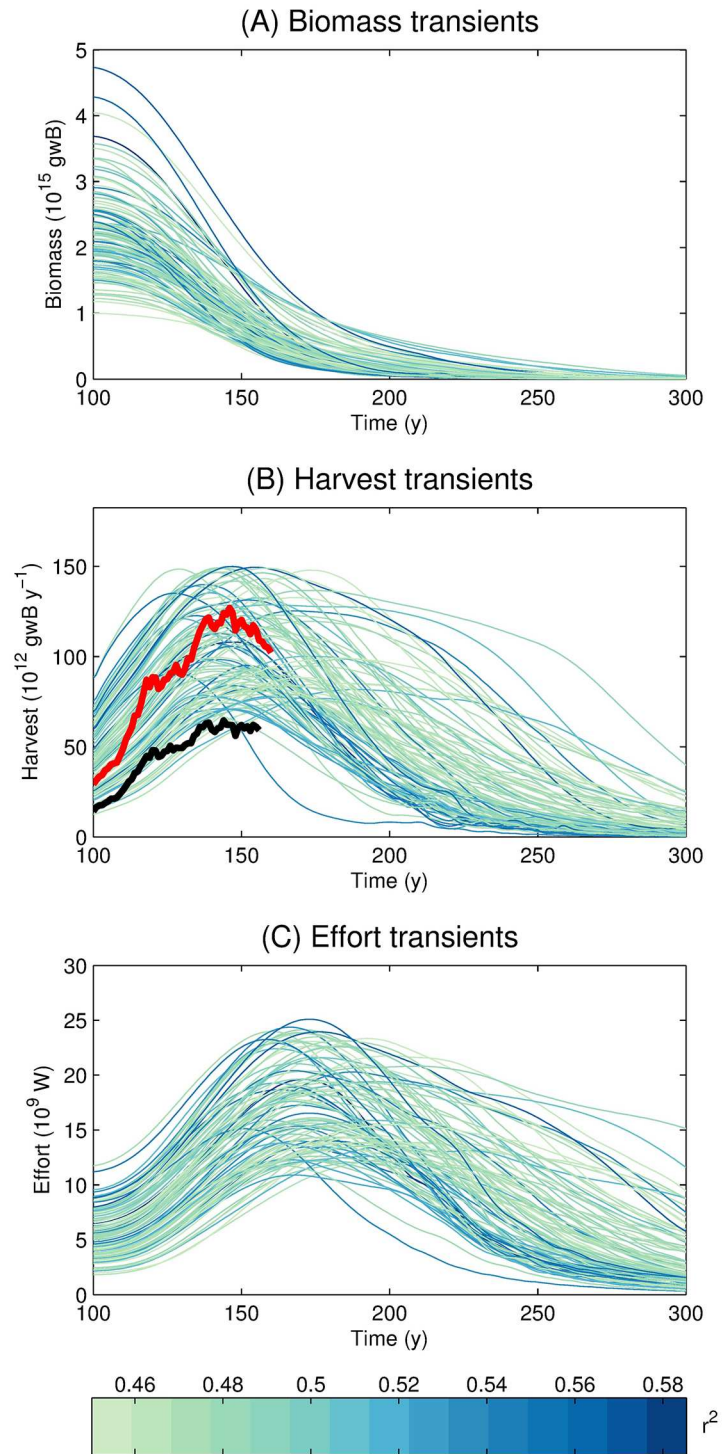 (A) Biomass transients
5
4
3
2
1
0
Biomass (10^15 gwB)
100 150 200 250 300
Time (y)
(B) Harvest transients
150
100
50
0
Harvest (10^12 gwB y^−1)
100 150 200 250 300
Time (y)
(C) Effort transients
30
25
20
15
10
5
0
Effort (10^9 W)
100 150 200 250 300
Time (y)
0.46 0.48 0.5 0.52 0.54 0.56 0.58
r^2